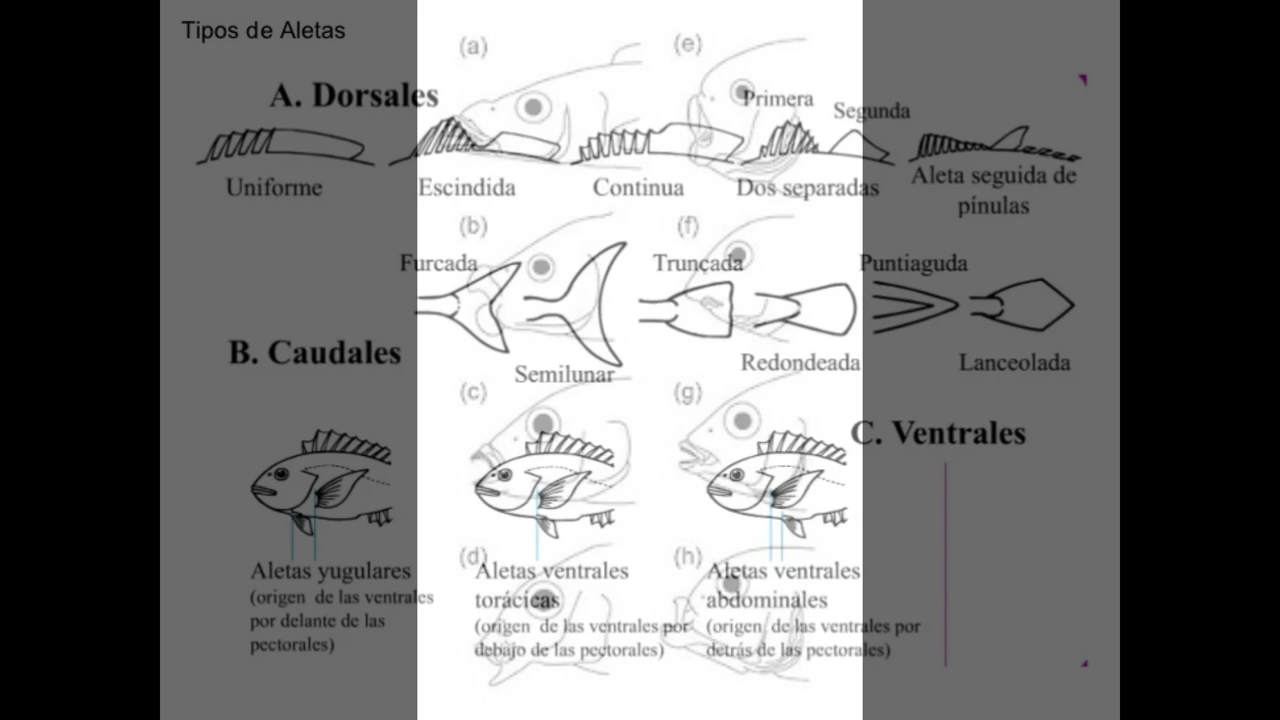 Tipos de Aletas
(a)
(e)
A. Dorsales
Primera
Segunda
Uniforme
Escindida
Continua
Dos separadas
Aleta seguida de
pínulas
(b)
(f)
Furcada
Truncada
Puntiaguda
B. Caudales
Semilunar
Redondeada
Lanceolada
(c)
(g)
C. Ventrales
(d)
(h)
Aletas yugulares
(origen de las ventrales
por delante de las
pectorales)
Aletas ventrales
torácicas
(origen de las ventrales por
debajo de las pectorales)
Aletas ventrales
abdominales
(origen de las ventrales por
detrás de las pectorales)